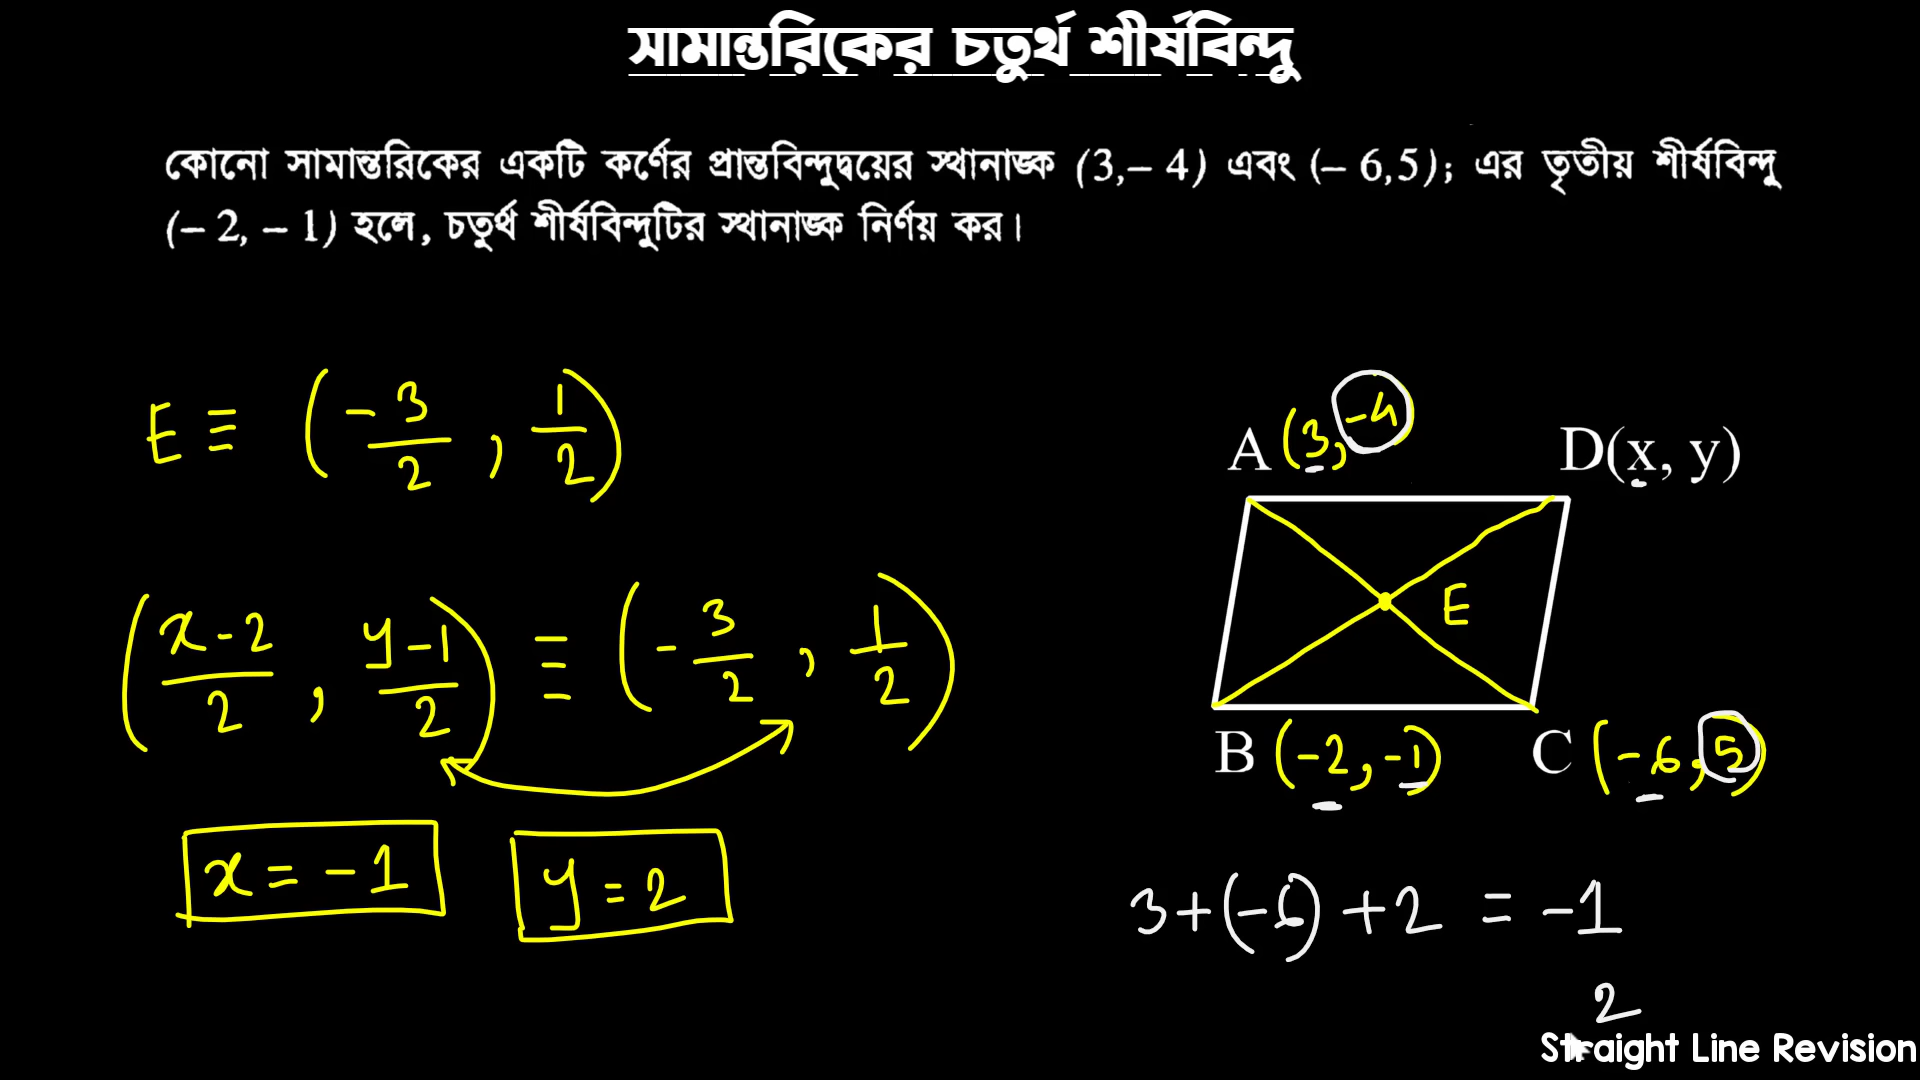 সামান্তরিকের চতুর্থ শীর্ষবিন্দু
কোনো সামান্তরিকের একটি কর্ণের প্রান্তবিন্দুদ্বয়ের স্থানাঙ্ক (3,– 4) এবং (– 6,5); এর তৃতীয় শীর্ষবিন্দু
(– 2, – 1) হলে, চতুর্থ শীর্ষবিন্দুটির স্থানাঙ্ক নির্ণয় কর।
E ≡ (-3/2, 1/2)
((x-2)/2, (y-1)/2) ≡ (-3/2, 1/2)
x = -1
y = 2
A (3, -4)
D(x, y)
E
B (-2, -1)
C (-6, 5)
3+(-6)+2 = -1
2
Straight Line Revision